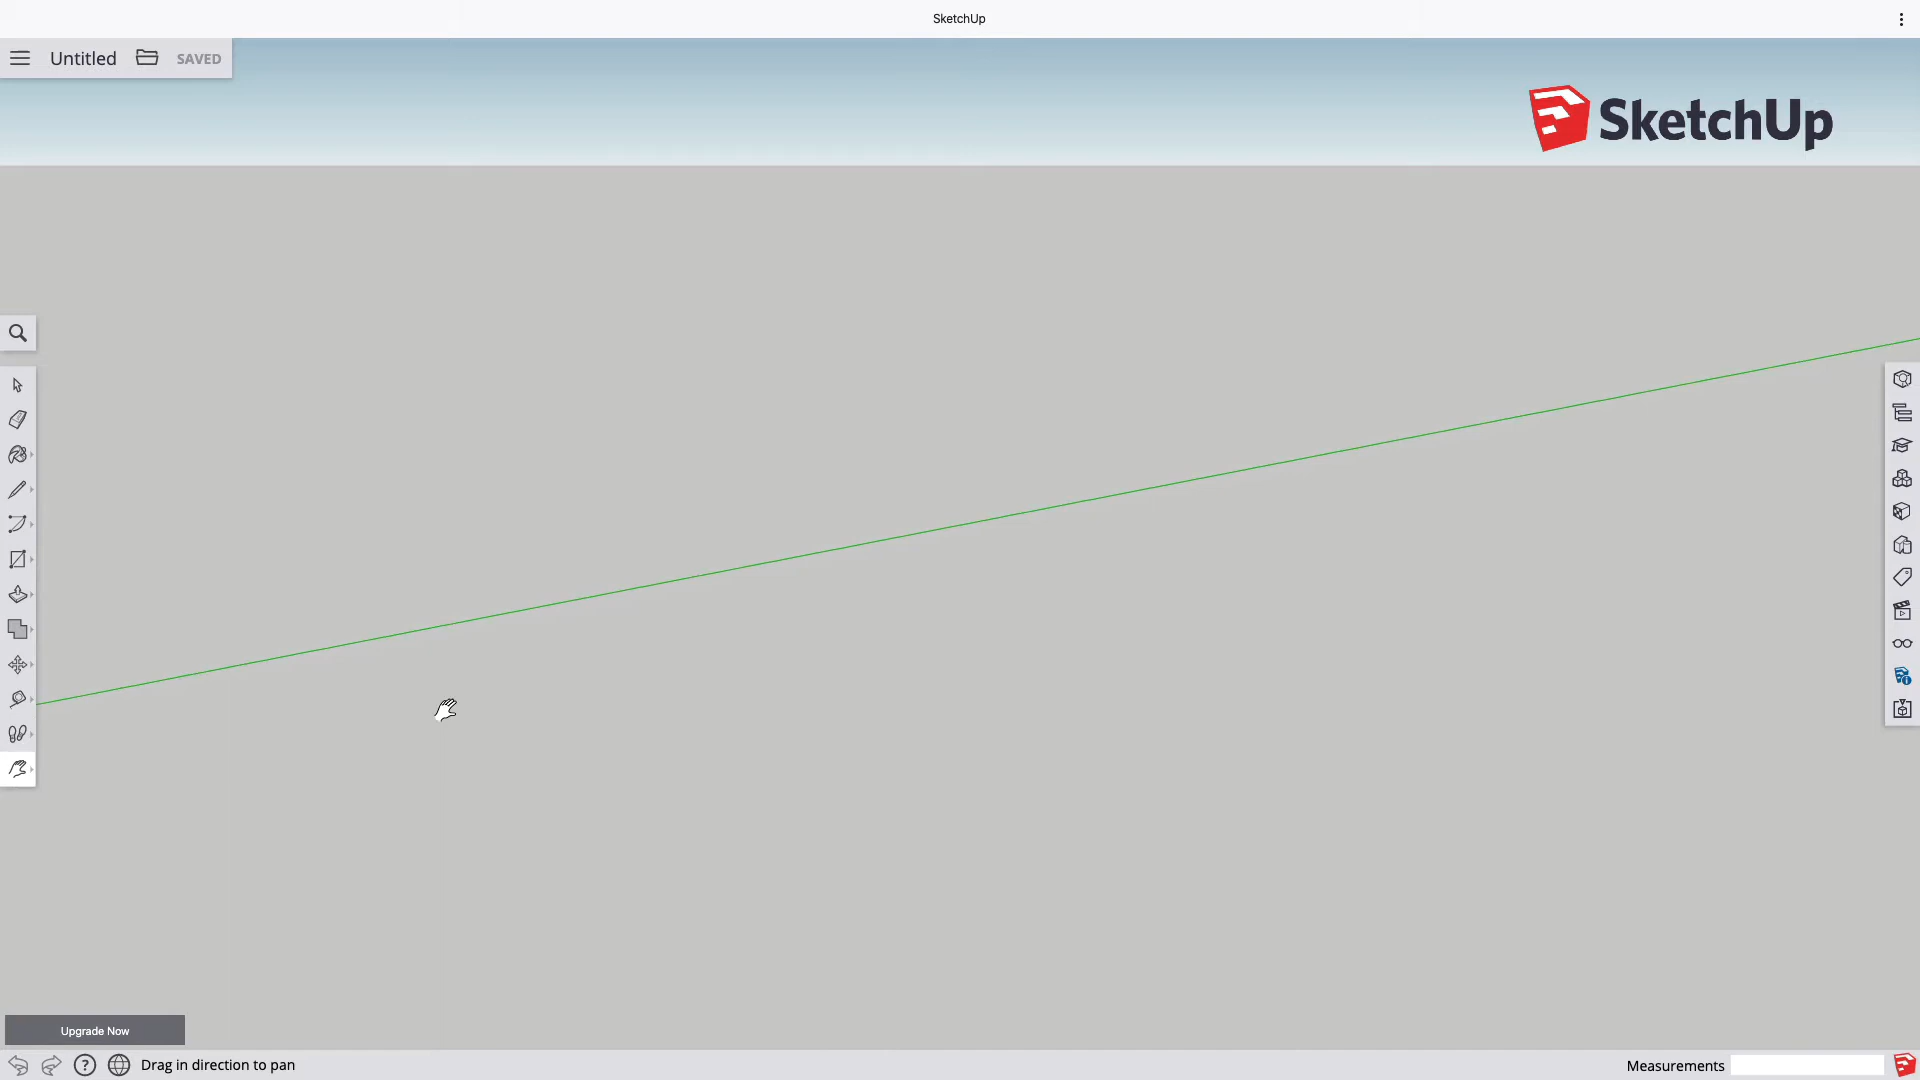 SketchUp
Untitled SAVED
SketchUp
Upgrade Now
? Drag in direction to pan
Measurements